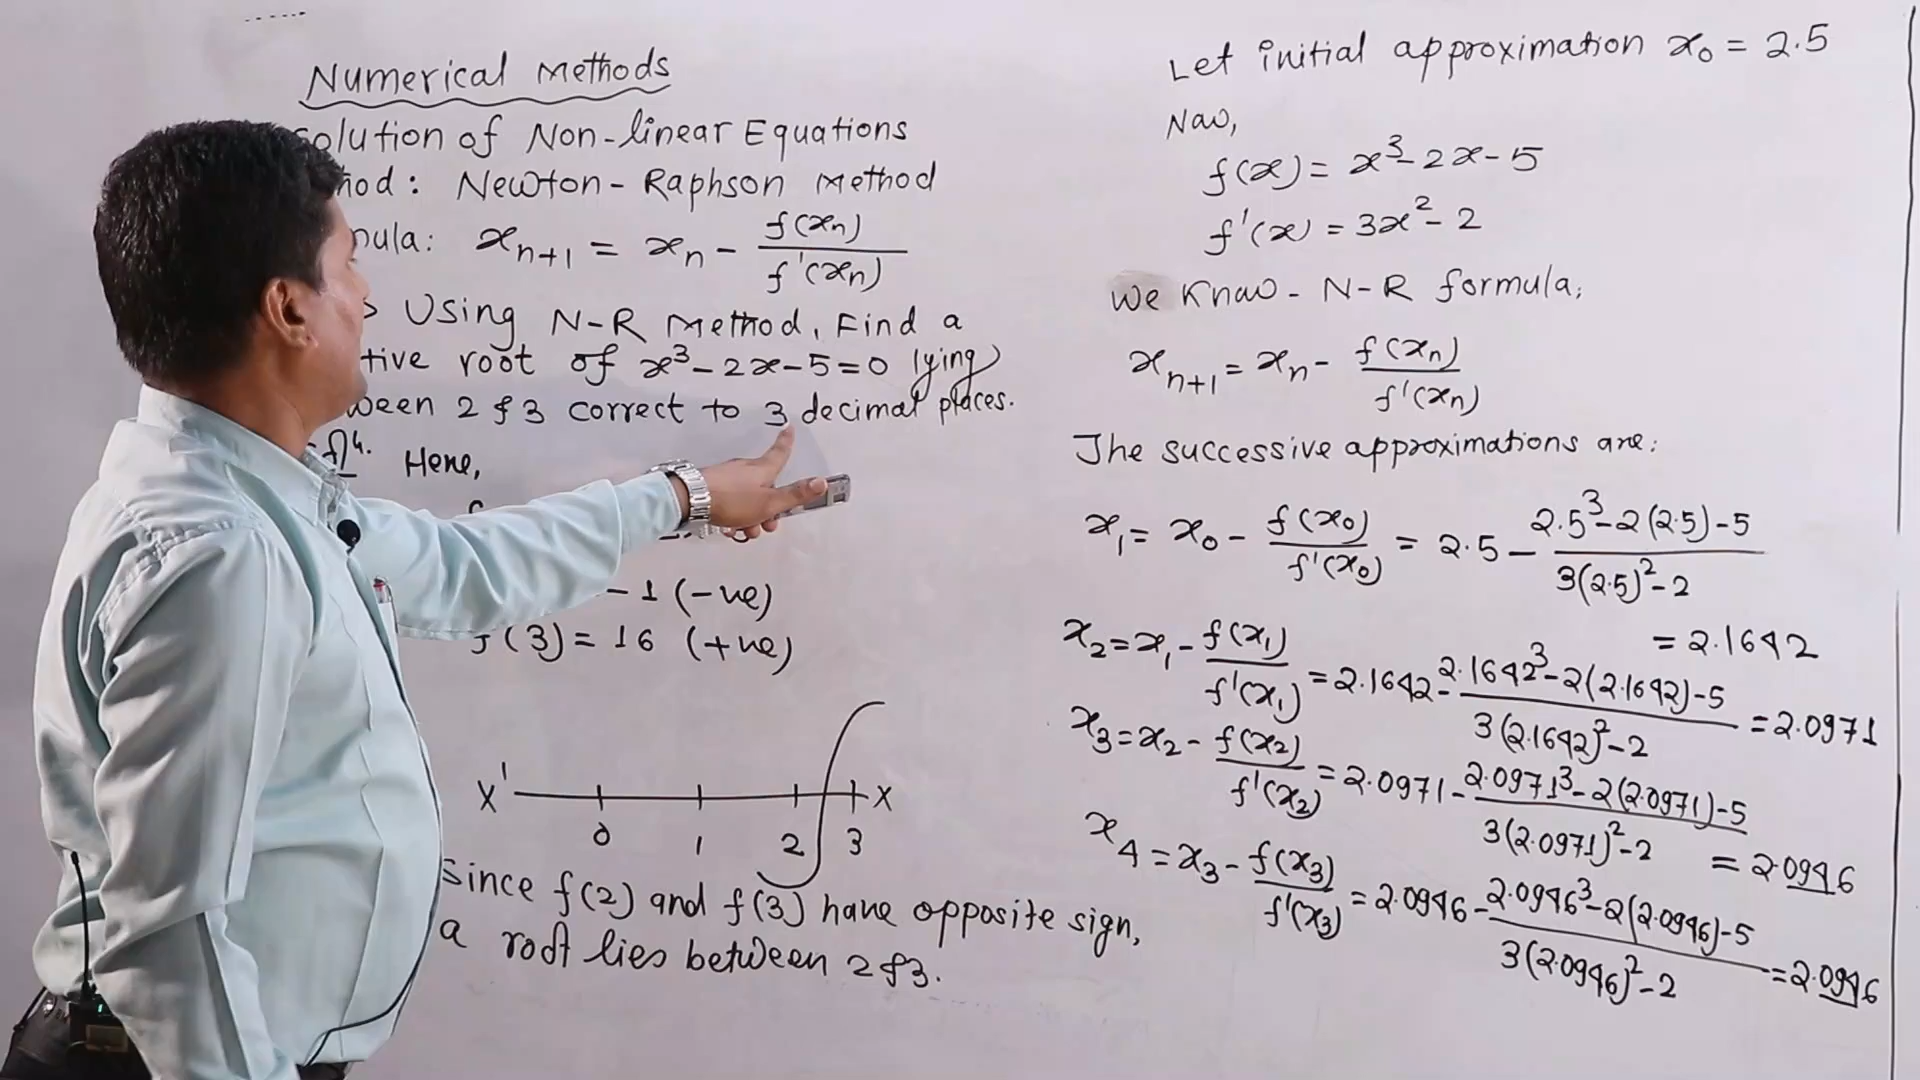 Numerical Methods
solution of Non-linear Equations
hod: Newton-Raphson Method
mula: xₙ₊₁ = xₙ - f(xₙ)/f'(xₙ)
> Using N-R Method, Find a
tive root of x³-2x-5=0 lying
ween 2 & 3 correct to 3 decimal places.
Here,
-1 (-ve)
f(3) = 16 (+ve)
X' X
0 1 2 3
Since f(2) and f(3) have opposite sign,
a root lies between 2 & 3.
Let initial approximation x₀ = 2.5
Now,
f(x) = x³-2x-5
f'(x) = 3x²-2
We Know - N-R formula;
xₙ₊₁ = xₙ - f(xₙ)/f'(xₙ)
The successive approximations are:
x₁ = x₀ - f(x₀)/f'(x₀) = 2.5 - (2.5³-2(2.5)-5)/(3(2.5)²-2)
= 2.1642
x₂ = x₁ - f(x₁)/f'(x₁) = 2.1642 - (2.1642³-2(2.1642)-5)/(3(2.1642)²-2) = 2.0971
x₃ = x₂ - f(x₂)/f'(x₂) = 2.0971 - (2.0971³-2(2.0971)-5)/(3(2.0971)²-2) = 2.0946
x₄ = x₃ - f(x₃)/f'(x₃) = 2.0946 - (2.0946³-2(2.0946)-5)/(3(2.0946)²-2) = 2.0946